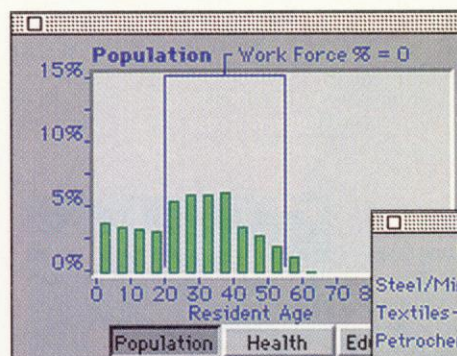 Population Work Force % = 0
15%
10%
5%
0%
0 10 20 30 40 50 60 70
Resident Age
Population Health
Steel/Mi
Textiles-
Petrocher